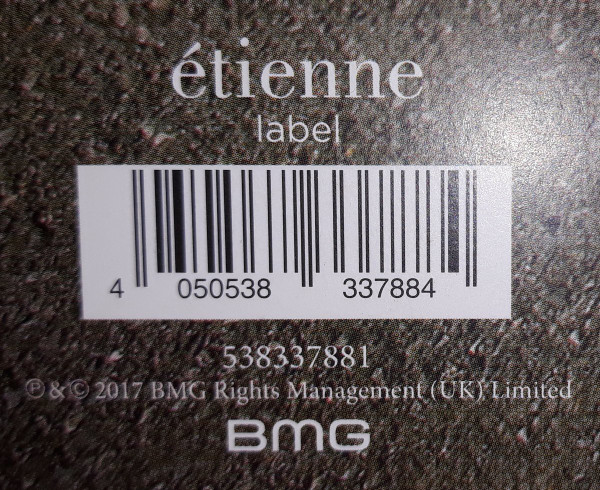 étienne
label
4 050538 337884
538337881
℗ & © 2017 BMG Rights Management (UK) Limited
BMG